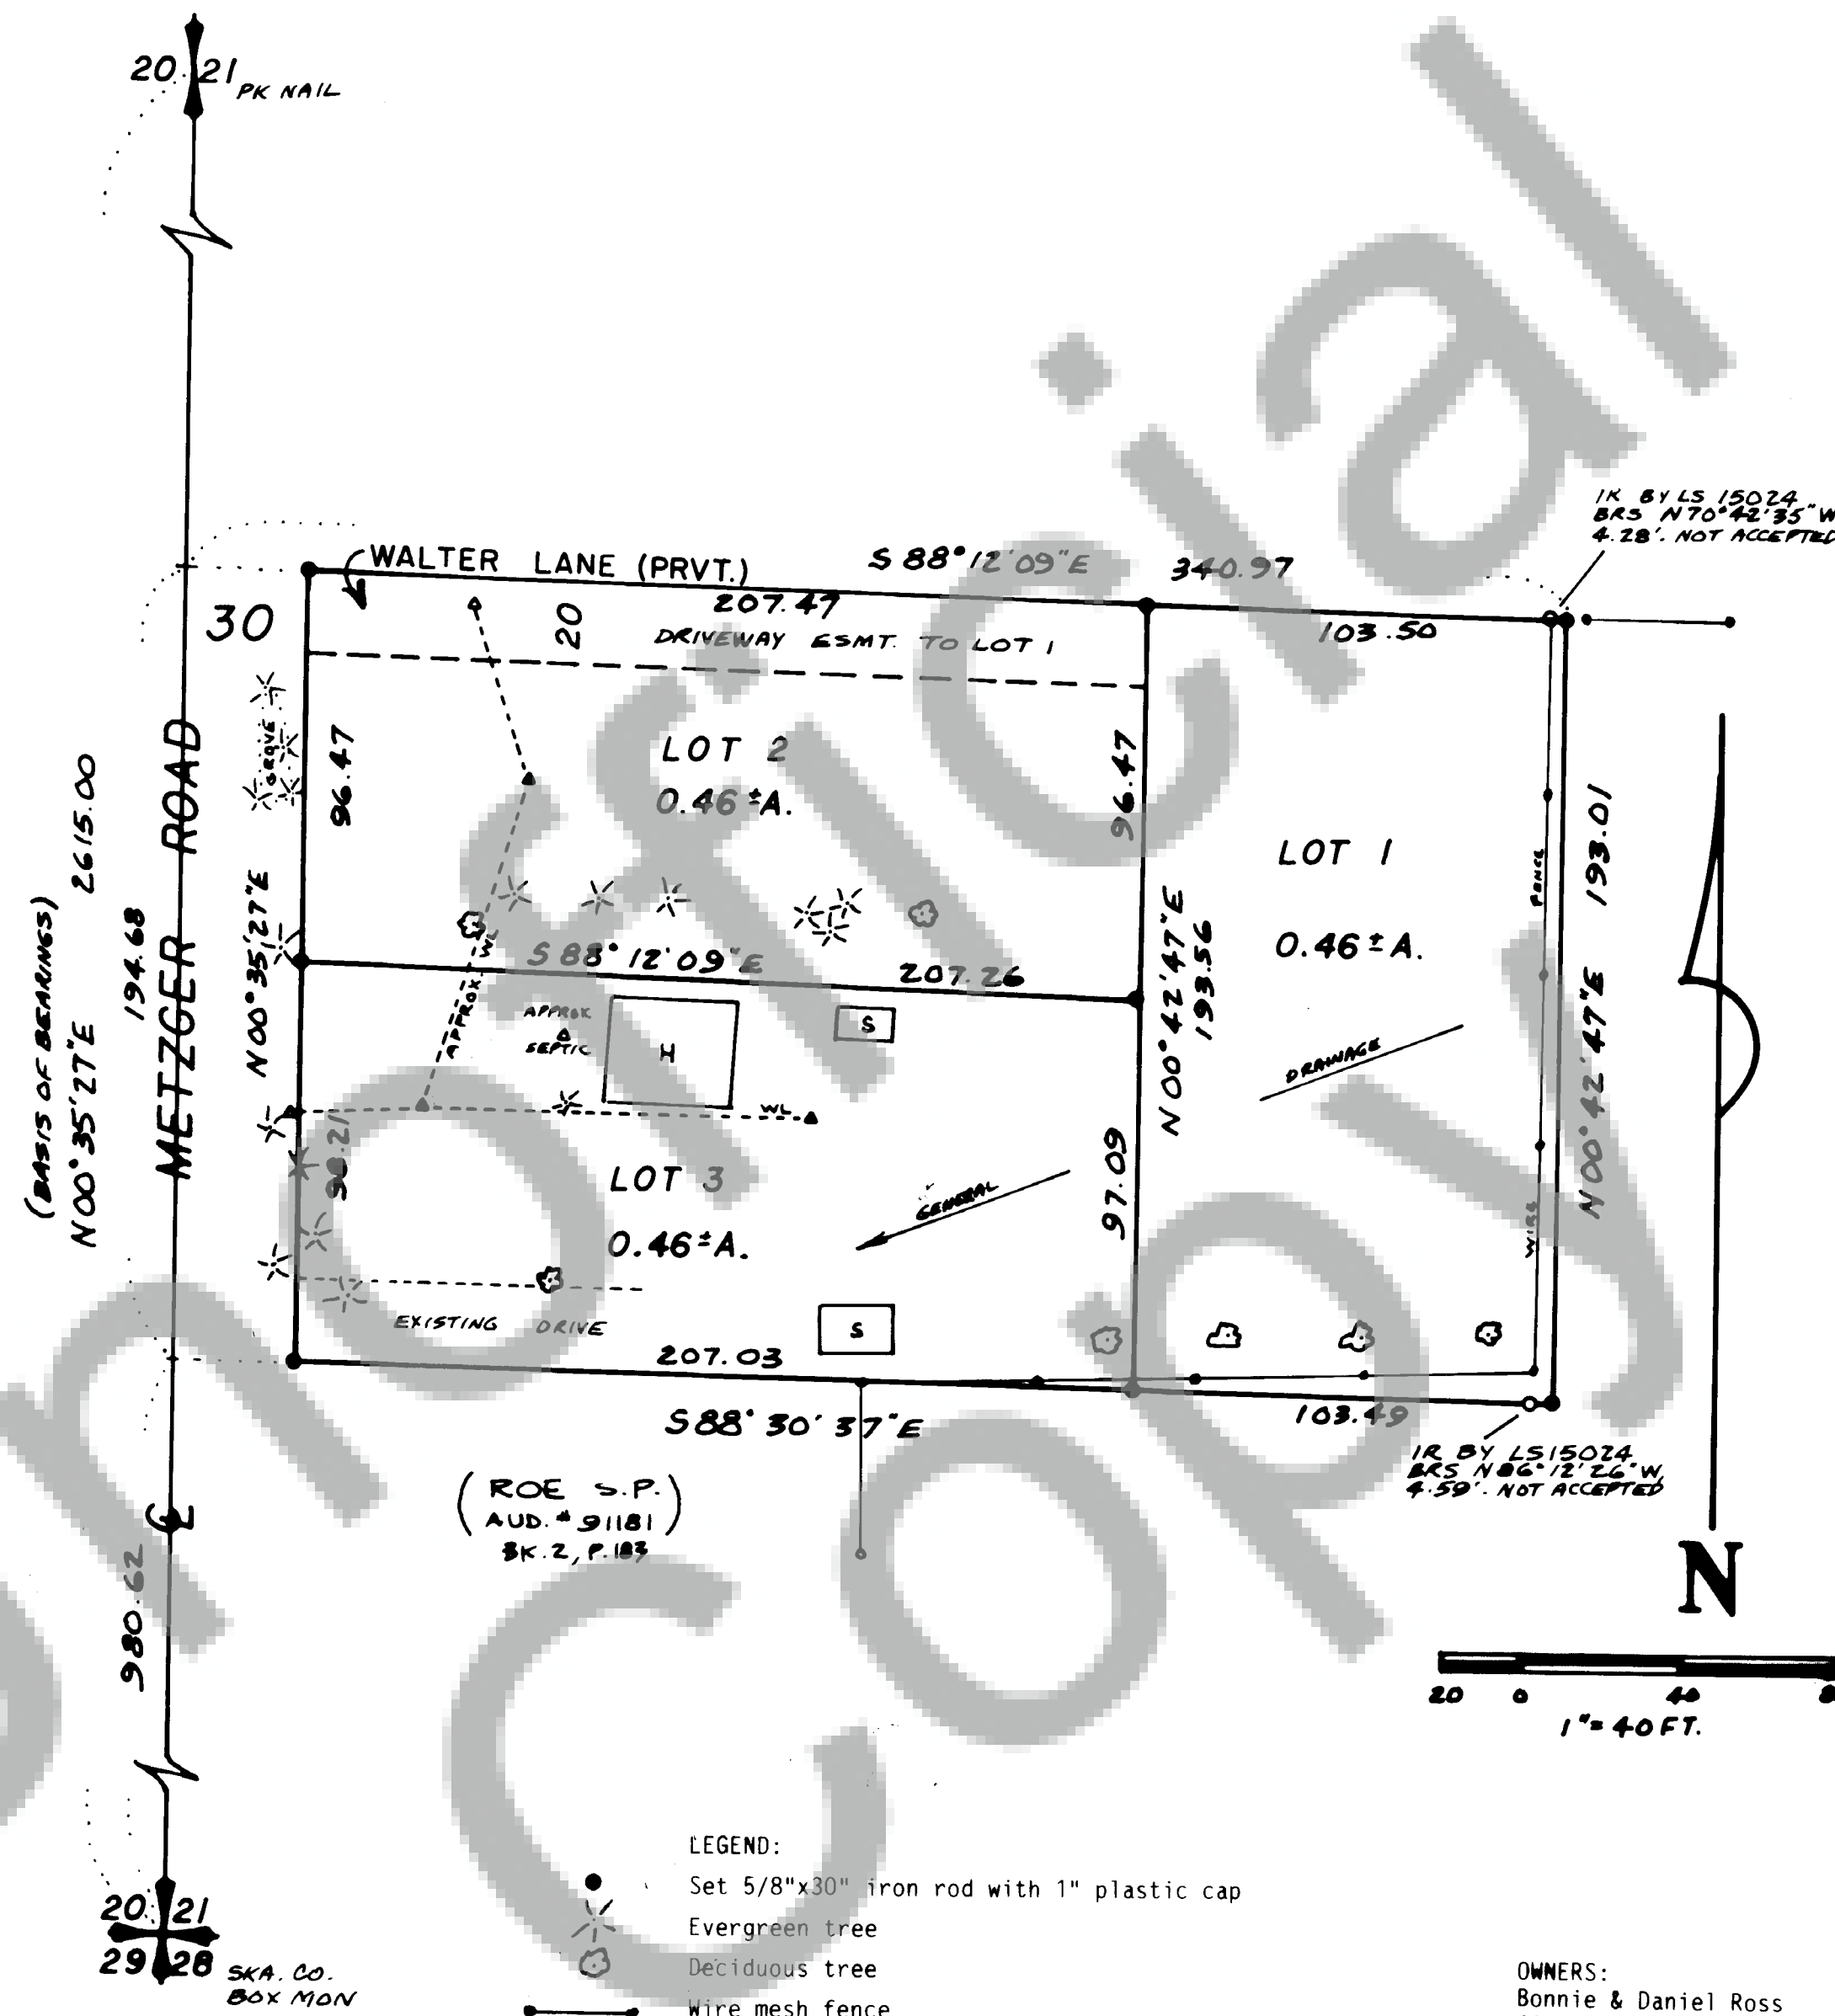 20 21
PK NAIL
IR BY LS 15024
BRS N70°42'35"W
4.28'. NOT ACCEPTED
WALTER LANE (PRVT.)
S 88°12'09"E 340.97
30
207.47
20
DRIVEWAY ESMT. TO LOT 1
103.50
LOT 2
0.46±A.
96.47
96.47
LOT 1
0.46±A.
N00°42'47"E
193.56
N00°42'47"E 193.01
FENCE
WIRE
GROVE
(BASIS OF BEARINGS)
N00°35'27"E 2615.00
194.68
METZGER ROAD
N00°35'27"E
S 88°12'09"E
207.26
APPROX WL
APPROX
SEPTIC
H
S
DRAINAGE
WL
98.21
LOT 3
0.46±A.
GENERAL
97.09
EXISTING DRIVE
S
207.03
S88°30'37"E
103.49
IR BY LS15024
BRS N86°12'26"W
4.59'. NOT ACCEPTED
(ROE S.P.)
AUD.# 91181
BK.2, P.183
980.62
N
20 0 40
1"=40FT.
LEGEND:
Set 5/8"x30" iron rod with 1" plastic cap
Evergreen tree
Deciduous tree
Wire mesh fence
20 21
29 28
SKA. CO.
BOX MON
OWNERS:
Bonnie & Daniel Ross
Unofficial
Copy